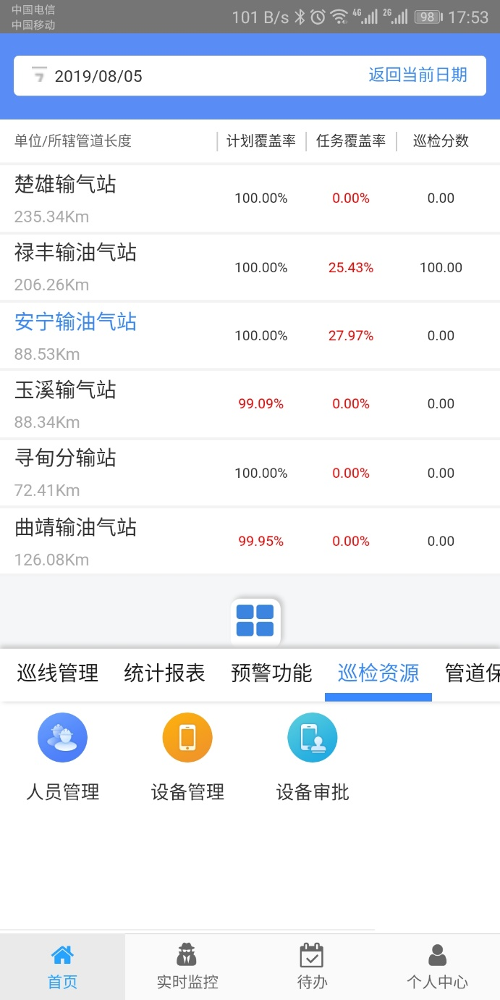 中国电信
中国移动
101 B/s 4G 2G 98 17:53
7 2019/08/05 返回当前日期
单位/所辖管道长度 计划覆盖率 任务覆盖率 巡检分数
楚雄输气站
235.34Km 100.00% 0.00% 0.00
禄丰输油气站
206.26Km 100.00% 25.43% 100.00
安宁输油气站
88.53Km 100.00% 27.97% 0.00
玉溪输气站
88.34Km 99.09% 0.00% 0.00
寻甸分输站
72.41Km 100.00% 0.00% 0.00
曲靖输油气站
126.08Km 99.95% 0.00% 0.00
巡线管理 统计报表 预警功能 巡检资源 管道保
人员管理 设备管理 设备审批
首页 实时监控 待办 个人中心